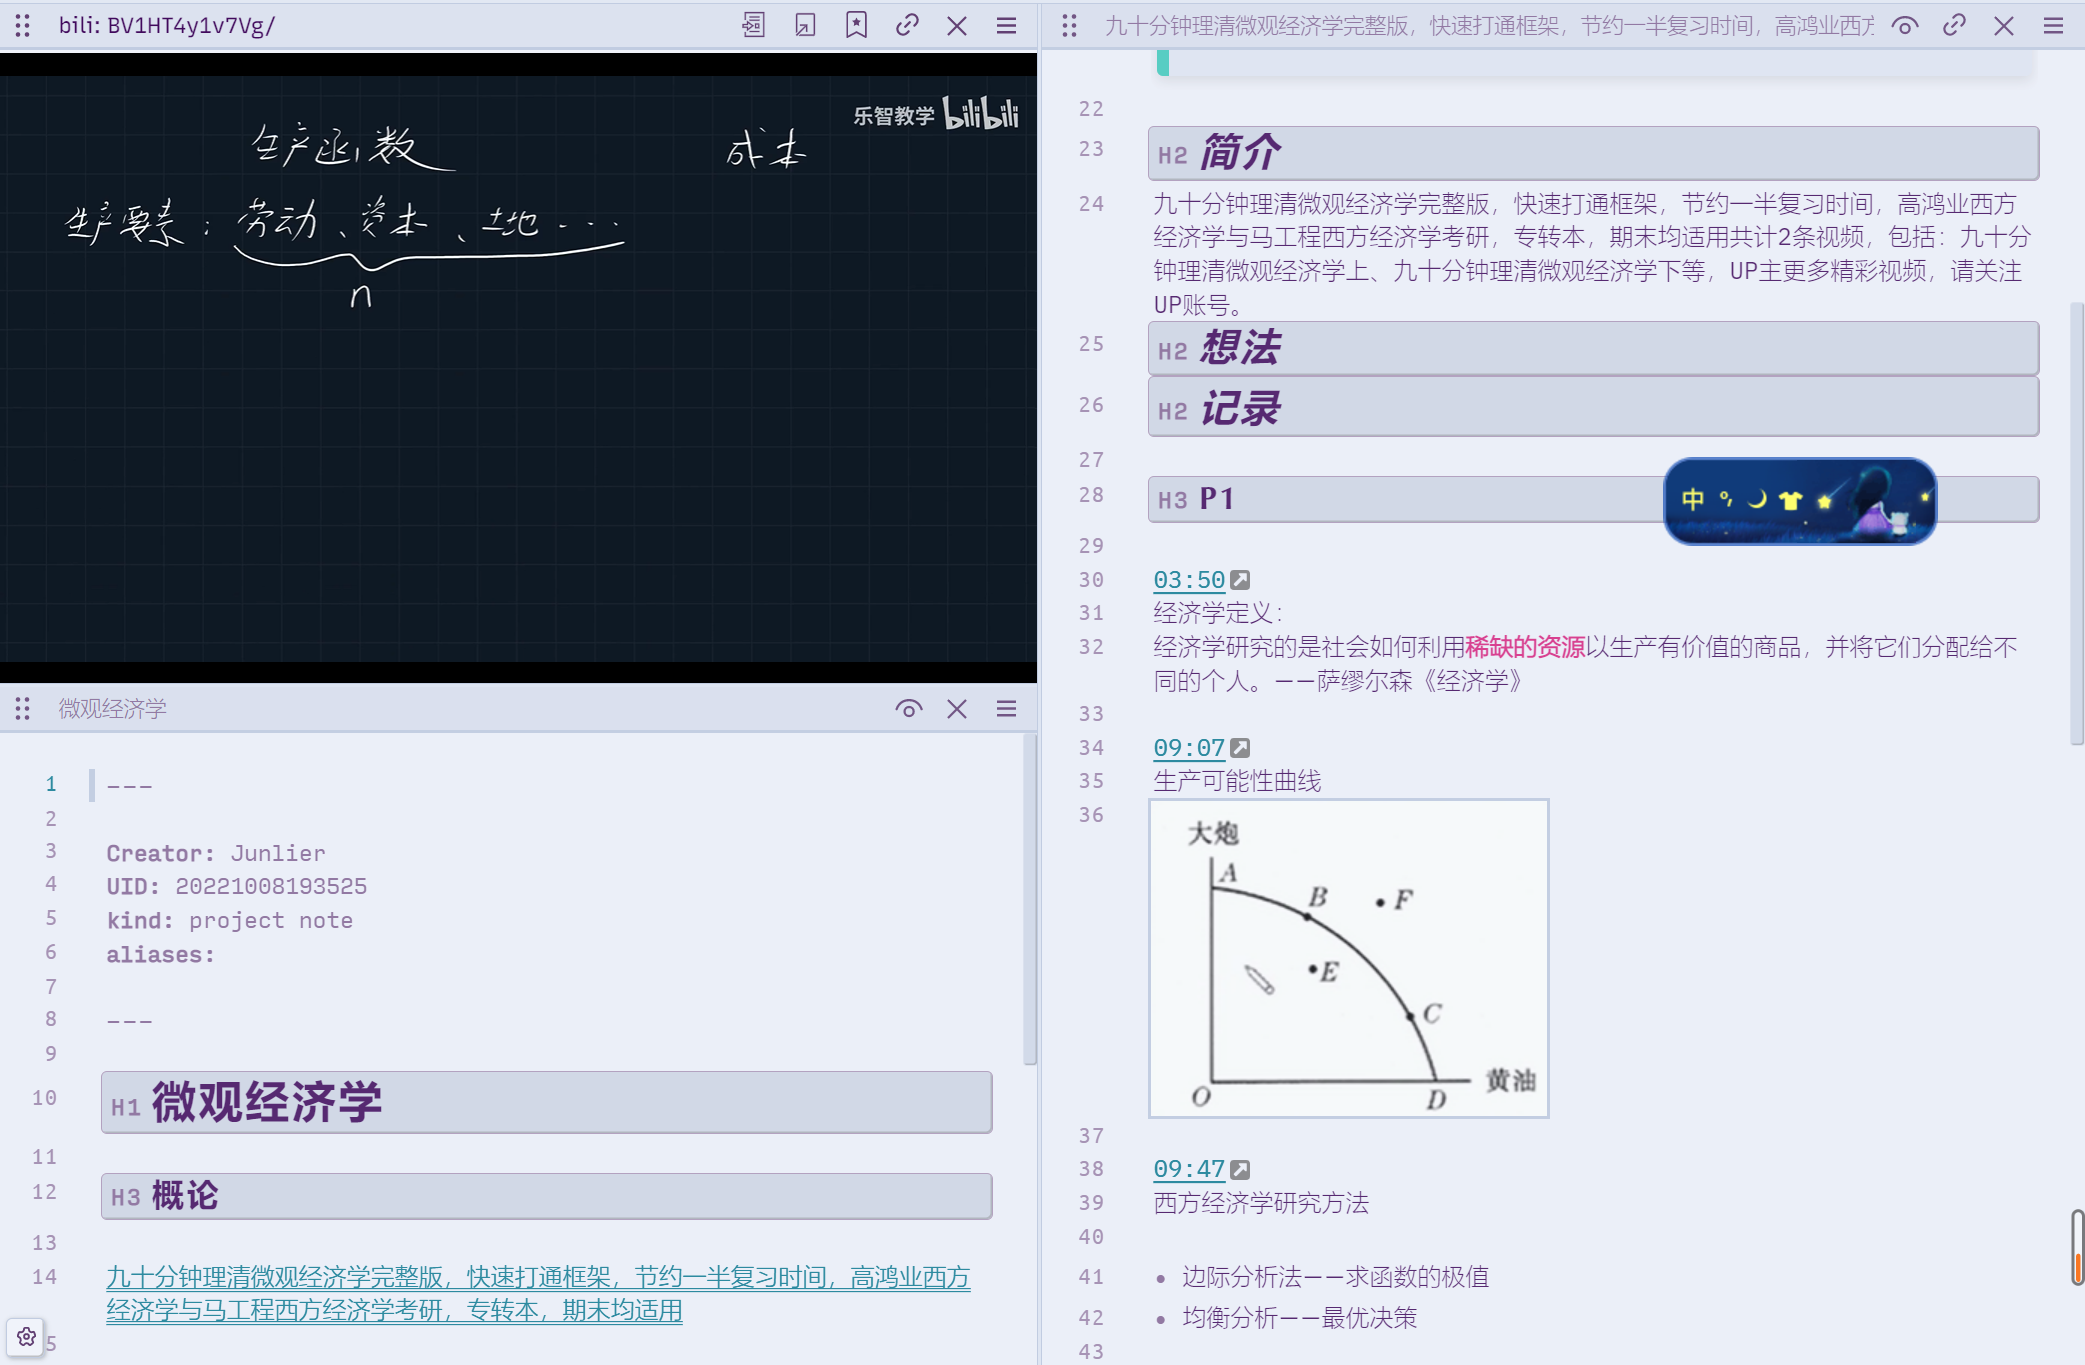 bili: BV1HT4y1v7Vg/
乐智教学 bilibili
生产函数
成本
生产要素：劳动、资本、土地...
n
微观经济学
1
---
2
3
Creator: Junlier
4
UID: 20221008193525
5
kind: project note
6
aliases:
7
8
---
9
10
H1 微观经济学
11
12
H3 概论
13
14
九十分钟理清微观经济学完整版，快速打通框架，节约一半复习时间，高鸿业西方
经济学与马工程西方经济学考研，专转本，期末均适用
5
九十分钟理清微观经济学完整版，快速打通框架，节约一半复习时间，高鸿业西方
22
23
H2 简介
24
九十分钟理清微观经济学完整版，快速打通框架，节约一半复习时间，高鸿业西方
经济学与马工程西方经济学考研，专转本，期末均适用共计2条视频，包括：九十分
钟理清微观经济学上、九十分钟理清微观经济学下等，UP主更多精彩视频，请关注
UP账号。
25
H2 想法
26
H2 记录
27
28
H3 P1
中
29
30
03:50
31
经济学定义：
32
经济学研究的是社会如何利用稀缺的资源以生产有价值的商品，并将它们分配给不
同的个人。——萨缪尔森《经济学》
33
34
09:07
35
生产可能性曲线
36
大炮
A
B
F
E
C
黄油
O
D
37
38
09:47
39
西方经济学研究方法
40
41
• 边际分析法——求函数的极值
42
• 均衡分析——最优决策
43